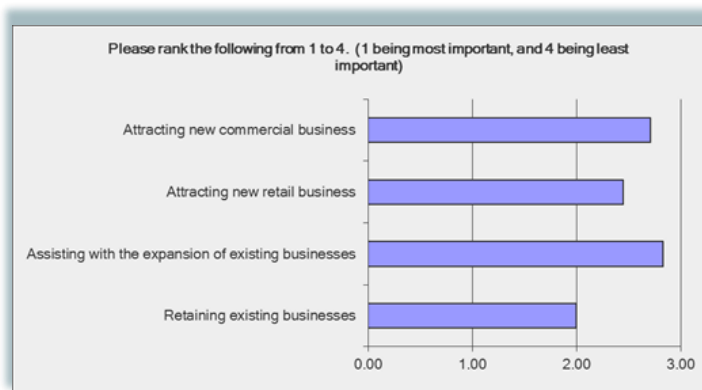 Please rank the following from 1 to 4. (1 being most important, and 4 being least
important)
Attracting new commercial business
Attracting new retail business
Assisting with the expansion of existing businesses
Retaining existing businesses
0.00 1.00 2.00 3.00